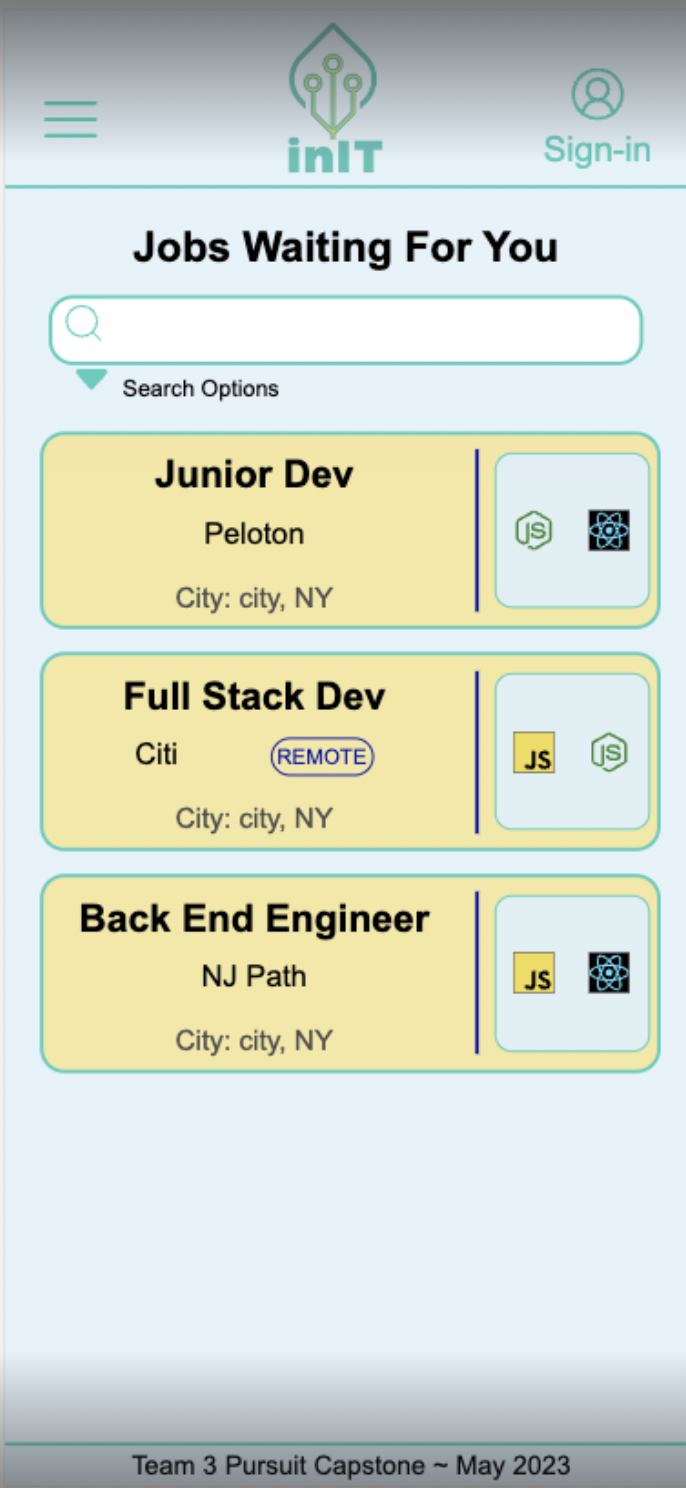 inIT
Sign-in
Jobs Waiting For You
Search Options
Junior Dev
Peloton
City: city, NY
JS
Full Stack Dev
Citi REMOTE
City: city, NY
JS JS
Back End Engineer
NJ Path
City: city, NY
JS
Team 3 Pursuit Capstone ~ May 2023